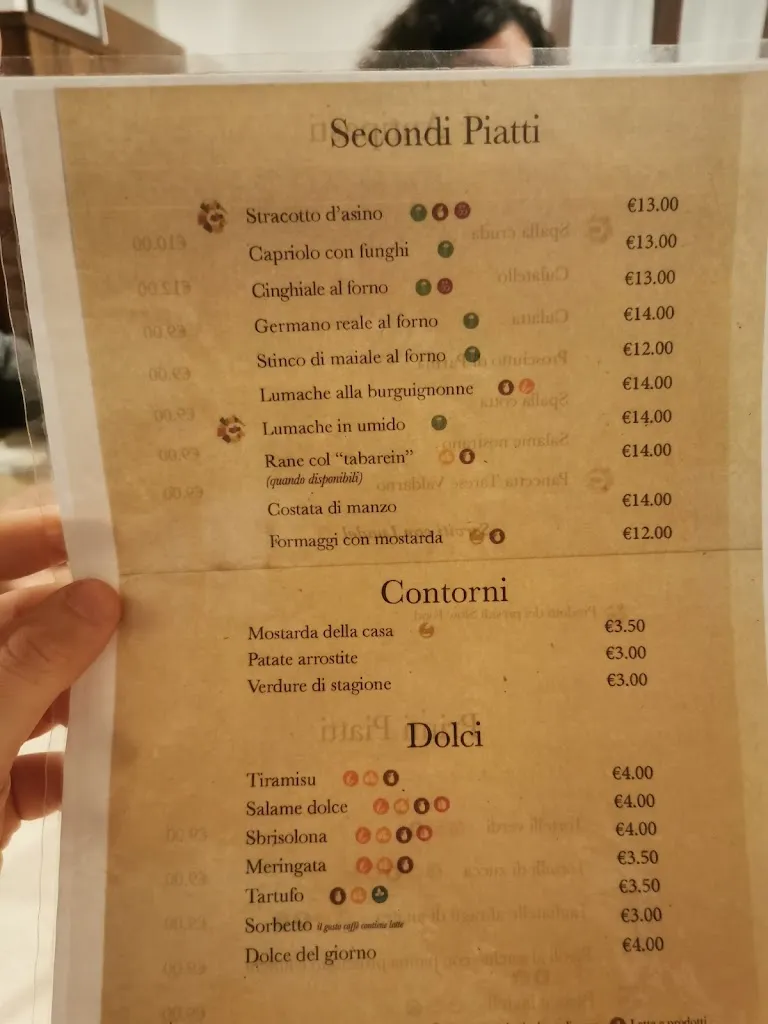 Secondi Piatti
Stracotto d'asino €13.00
Capriolo con funghi €13.00
Cinghiale al forno €13.00
Germano reale al forno €14.00
Stinco di maiale al forno €12.00
Lumache alla burguignonne €14.00
Lumache in umido €14.00
Rane col "tabarein" €14.00
(quando disponibili)
Costata di manzo €14.00
Formaggi con mostarda €12.00
Contorni
Mostarda della casa €3.50
Patate arrostite €3.00
Verdure di stagione €3.00
Dolci
Tiramisu €4.00
Salame dolce €4.00
Sbrisolona €4.00
Meringata €3.50
Tartufo €3.50
Sorbetto il gusto caffè contiene latte €3.00
Dolce del giorno €4.00